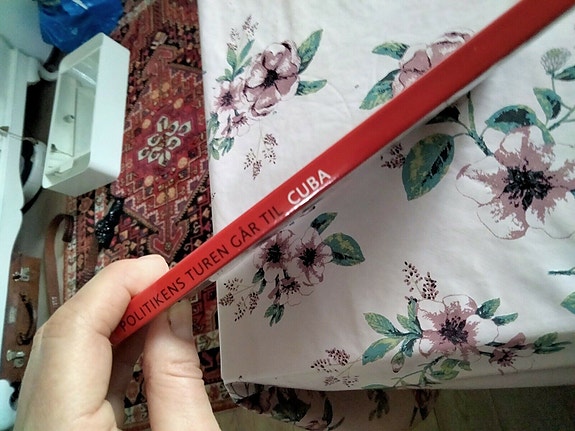 POLITIKENS TUREN GÅR TIL CUBA